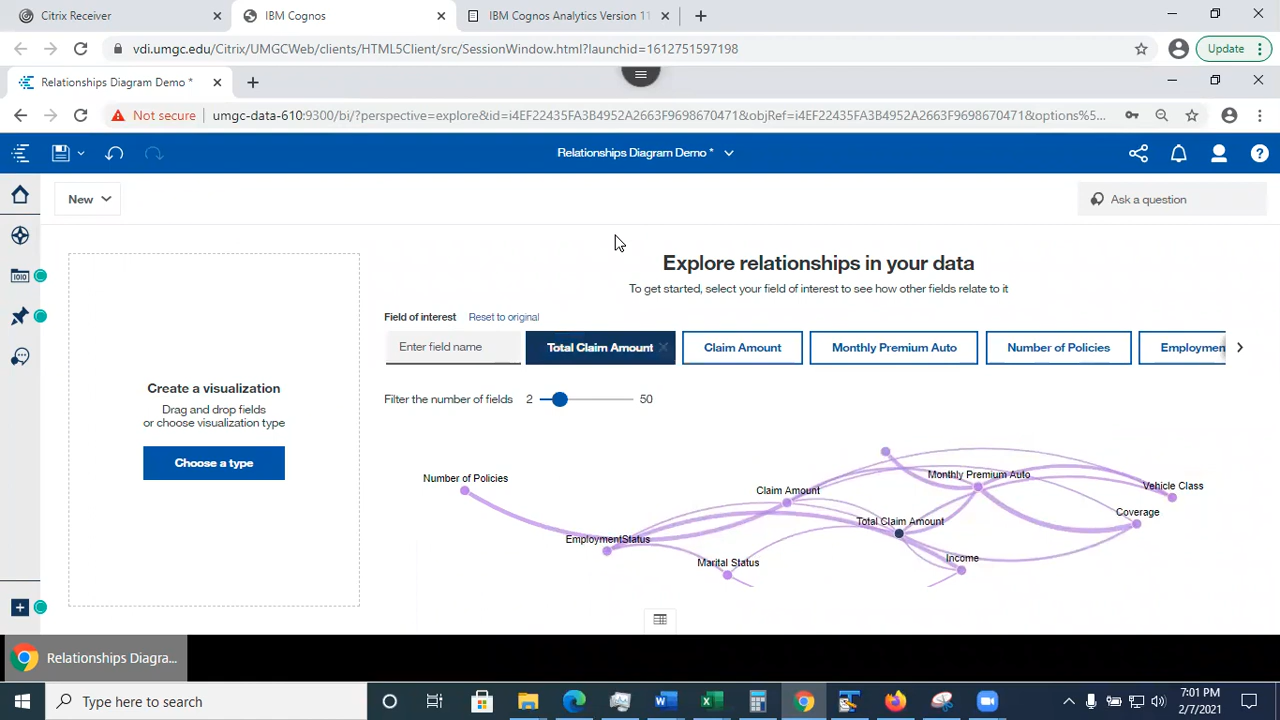 Citrix Receiver
IBM Cognos
IBM Cognos Analytics Version 11
vdi.umgc.edu/Citrix/UMGCWeb/clients/HTML5Client/src/SessionWindow.html?launchid=1612751597198
Update
Relationships Diagram Demo *
Not secure
umgc-data-610:9300/bi/?perspective=explore&id=i4EF22435FA3B4952A2663F9698670471&objRef=i4EF22435FA3B4952A2663F9698670471&options%5...
Relationships Diagram Demo *
New
Ask a question
Explore relationships in your data
To get started, select your field of interest to see how other fields relate to it
Field of interest Reset to original
Enter field name
Total Claim Amount
Claim Amount
Monthly Premium Auto
Number of Policies
Employmen
Filter the number of fields 2 50
Create a visualization
Drag and drop fields
or choose visualization type
Choose a type
Monthly Premium Auto
Number of Policies
Vehicle Class
Claim Amount
Coverage
Total Claim Amount
EmploymentStatus
Income
Marital Status
Relationships Diagra...
Type here to search
7:01 PM
2/7/2021